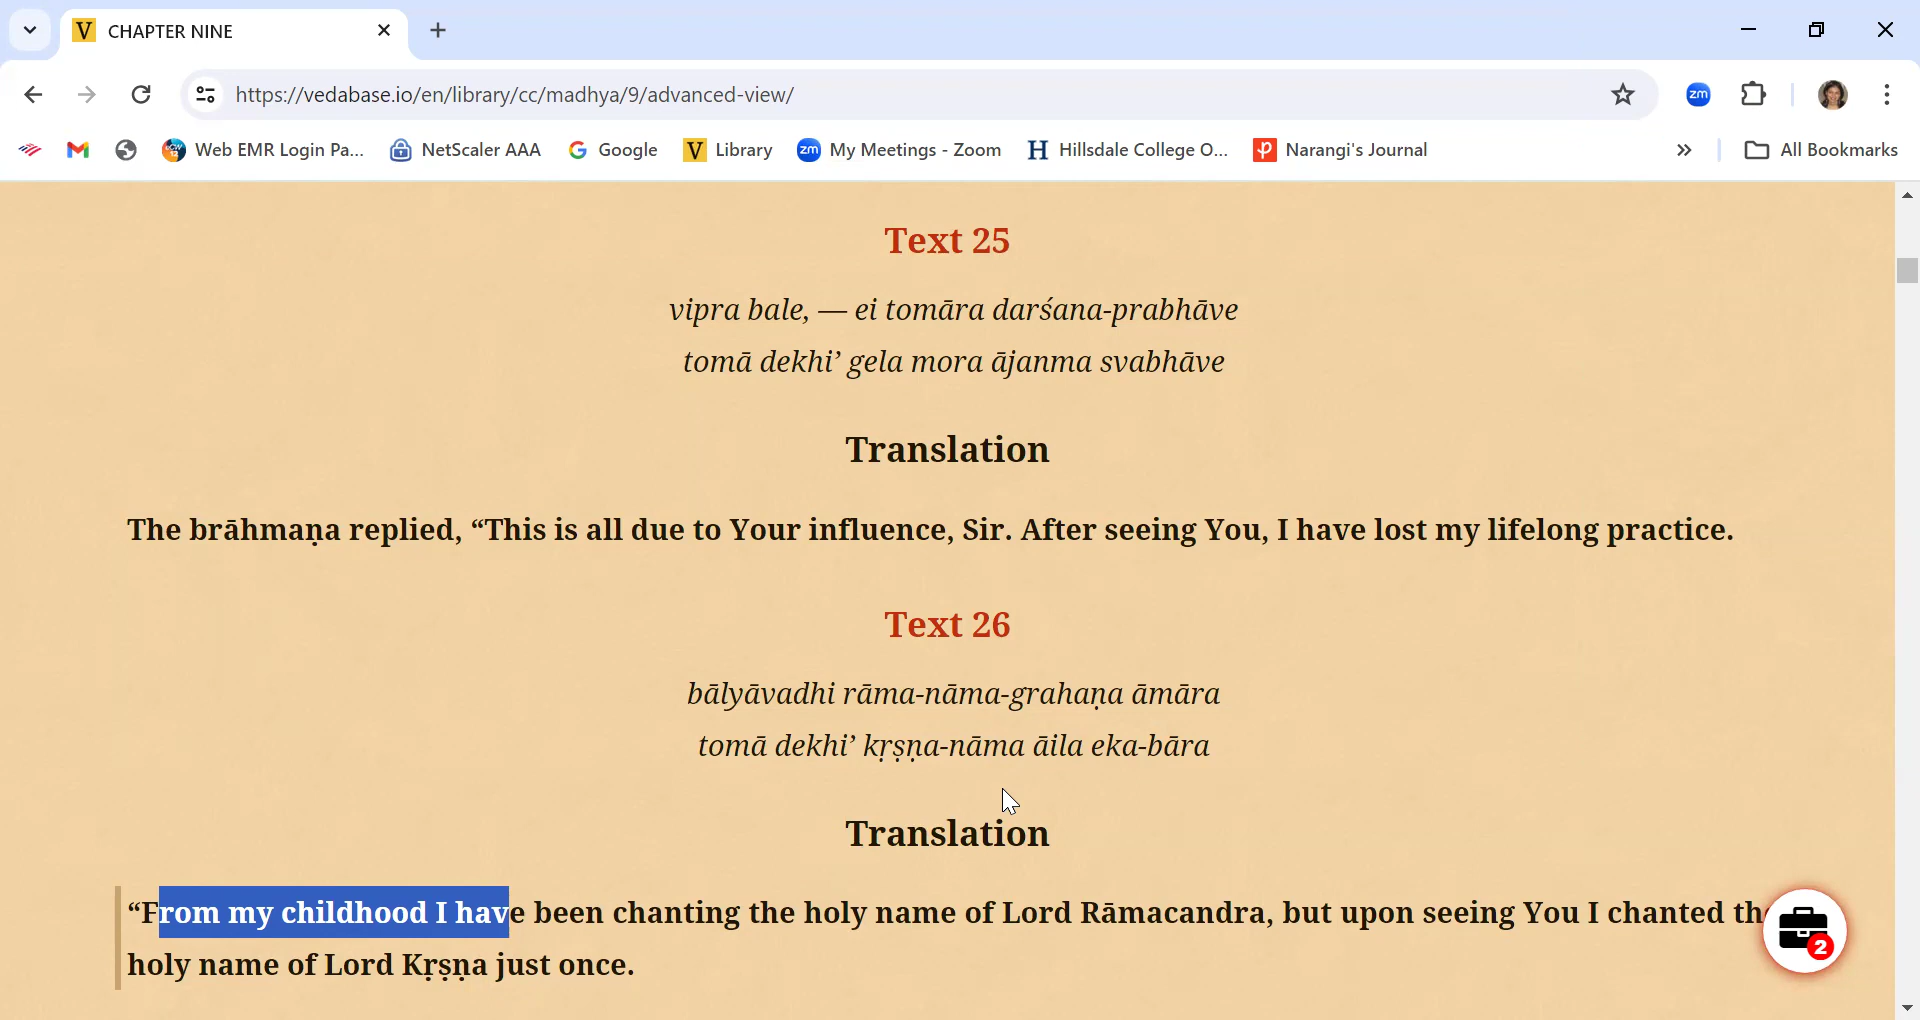 CHAPTER NINE
https://vedabase.io/en/library/cc/madhya/9/advanced-view/
zm
Web EMR Login Pa...
NetScaler AAA
Google
Library
My Meetings - Zoom
Hillsdale College O...
Narangi's Journal
»
All Bookmarks
Text 25
vipra bale, — ei tomāra darśana-prabhāve
tomā dekhi’ gela mora ājanma svabhāve
Translation
The brāhmaṇa replied, “This is all due to Your influence, Sir. After seeing You, I have lost my lifelong practice.
Text 26
bālyāvadhi rāma-nāma-grahaṇa āmāra
tomā dekhi’ kṛṣṇa-nāma āila eka-bāra
Translation
“From my childhood I have been chanting the holy name of Lord Rāmacandra, but upon seeing You I chanted the
holy name of Lord Kṛṣṇa just once.
2